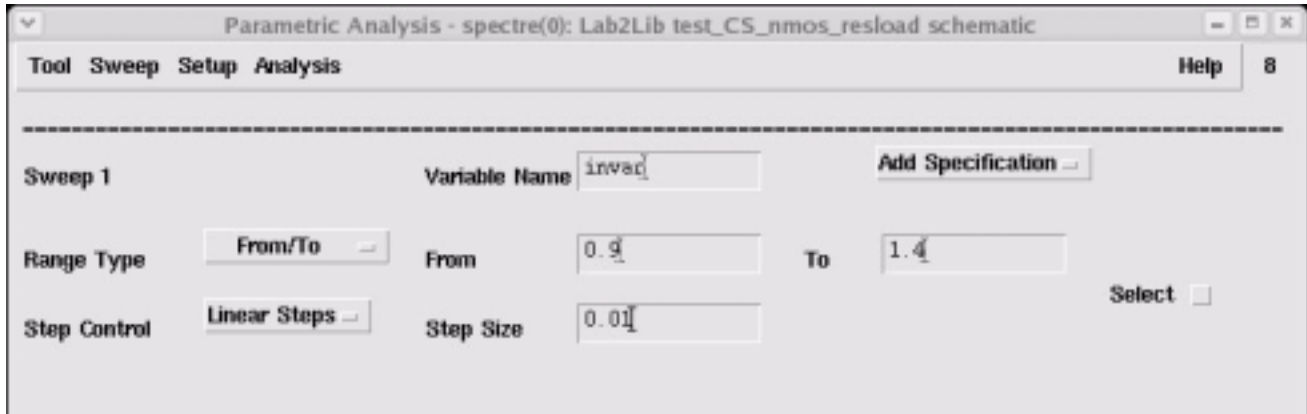 Parametric Analysis - spectre(0): Lab2Lib test_CS_nmos_resload schematic
Tool Sweep Setup Analysis Help 8
Sweep 1 Variable Name invar Add Specification
Range Type From/To From 0.9 To 1.4
Select
Step Control Linear Steps Step Size 0.01